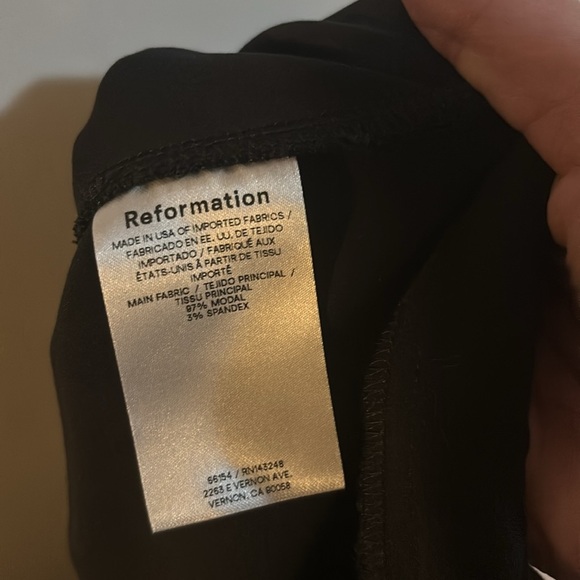 Reformation
MADE IN USA OF IMPORTED FABRICS /
FABRICADO EN EE. UU. DE TEJIDO
IMPORTADO / FABRIQUÉ AUX
ÉTATS-UNIS À PARTIR DE TISSU
IMPORTÉ
MAIN FABRIC / TEJIDO PRINCIPAL /
TISSU PRINCIPAL
97% MODAL
3% SPANDEX
66154 / RN143248
2263 E VERNON AVE.
VERNON, CA 90058